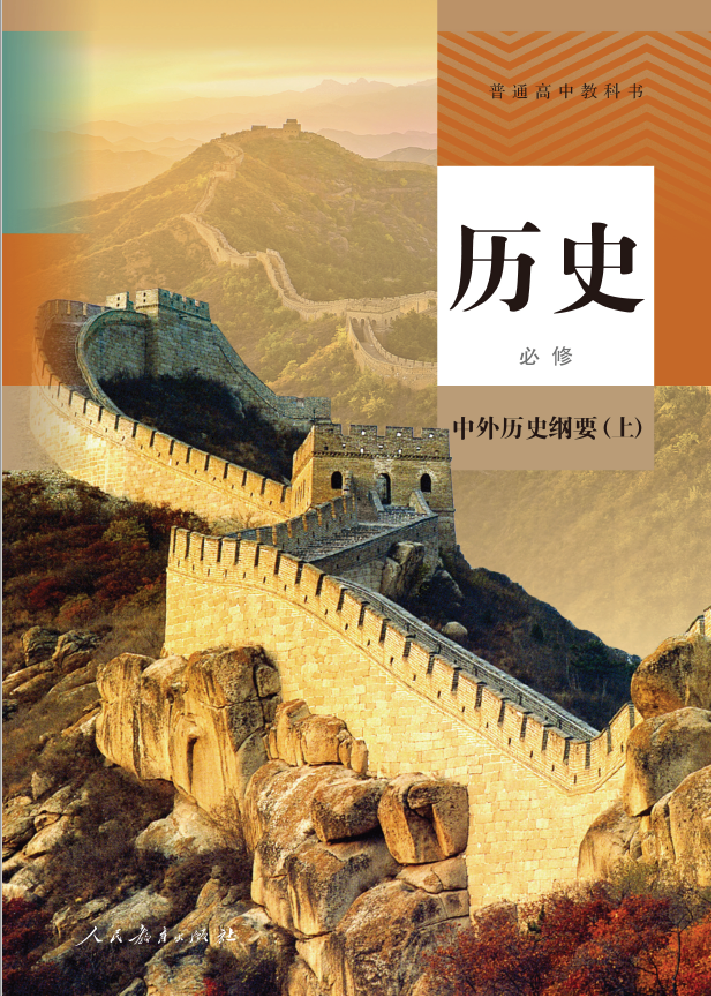 普通高中教科书
历史
必修
中外历史纲要(上)
人民教育出版社